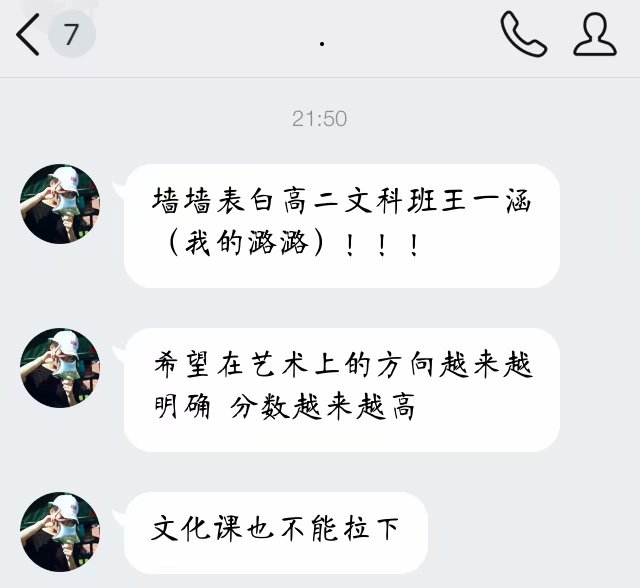 7
.
21:50
墙墙表白高二文科班王一涵
（我的潞潞）！！！
希望在艺术上的方向越来越
明确 分数越来越高
文化课也不能拉下